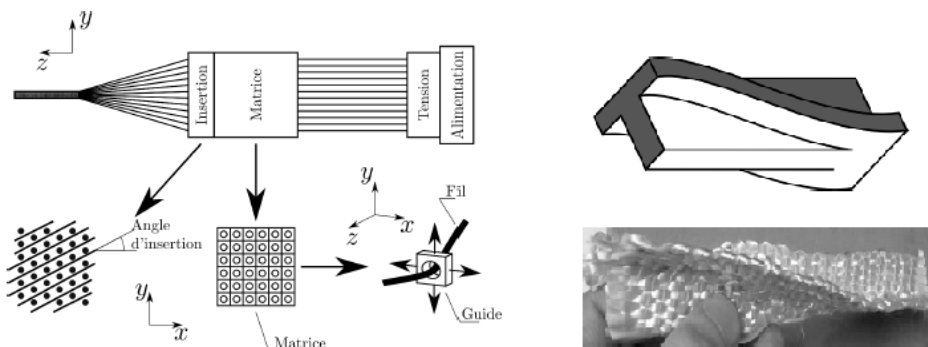 y
z
Insertion
Matrice
Tension
Alimentation
Angle
d'insertion
y
x
Matrice
y
x
z
Fil
Guide